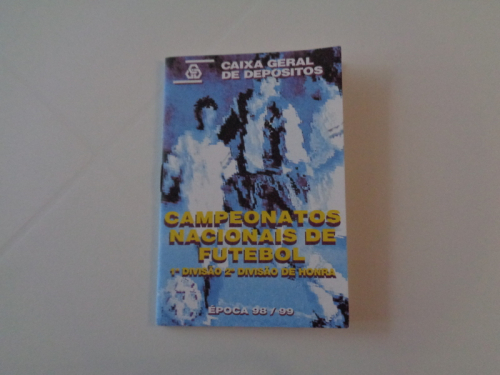 CAIXA GERAL
DE DEPOSITOS
CAMPEONATOS
NACIONAIS DE
FUTEBOL
1ª DIVISÃO 2ª DIVISÃO DE HONRA
ÉPOCA 98 / 99